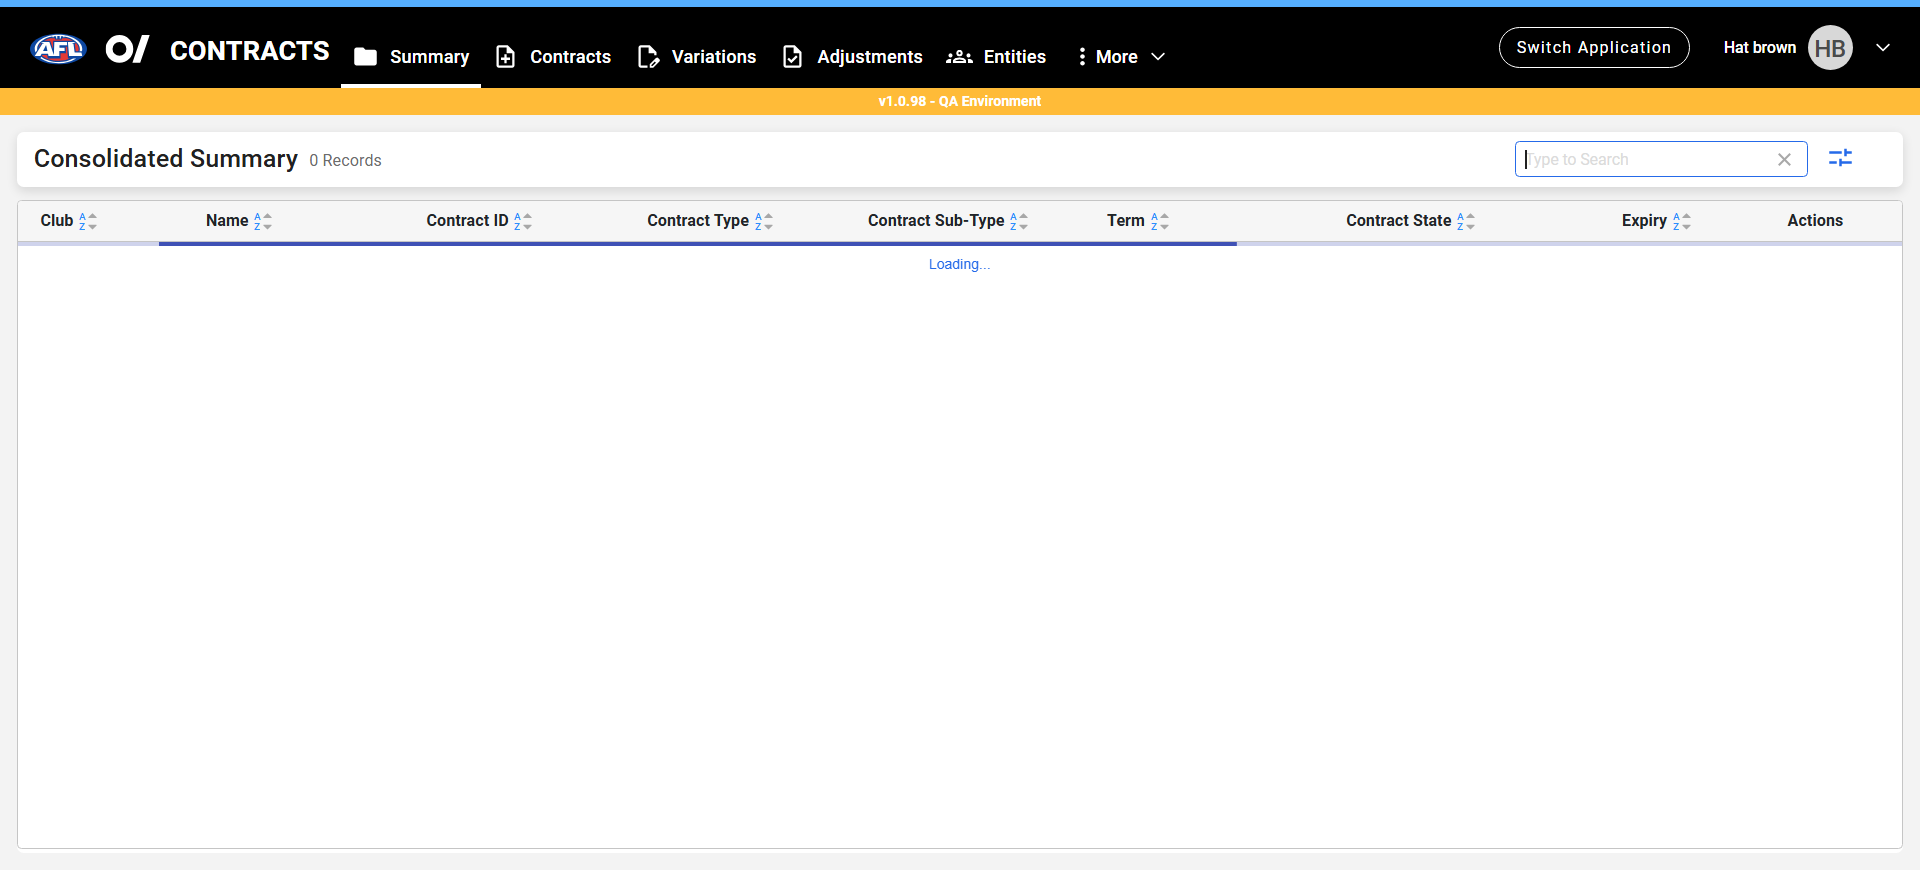 AFL O/ CONTRACTS Summary Contracts Variations Adjustments Entities More Switch Application Hat brown HB
v1.0.98 - QA Environment
Consolidated Summary 0 Records Type to Search
Club Name Contract ID Contract Type Contract Sub-Type Term Contract State Expiry Actions
Loading...